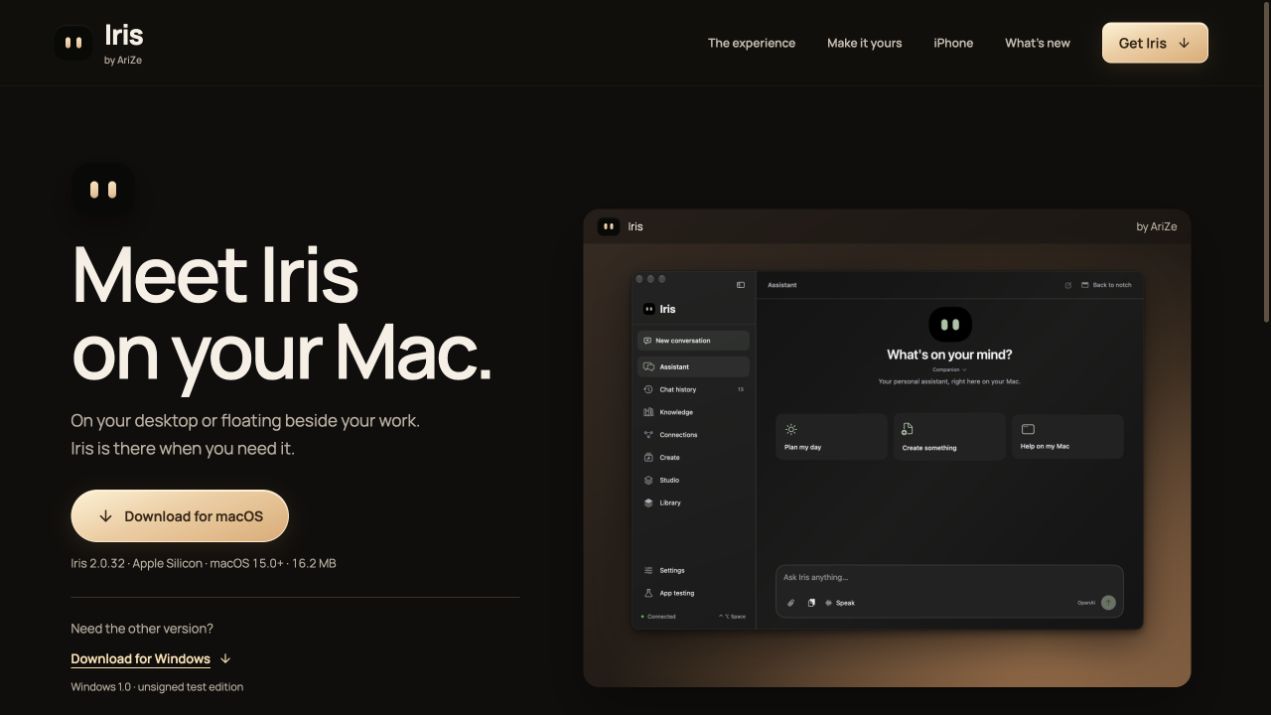 Iris
by AriZe
The experience
Make it yours
iPhone
What's new
Get Iris
Meet Iris
on your Mac.
On your desktop or floating beside your work.
Iris is there when you need it.
Download for macOS
Iris 2.0.32 · Apple Silicon · macOS 15.0+ · 16.2 MB
Need the other version?
Download for Windows
Windows 1.0 · unsigned test edition
Iris
by AriZe
Iris
New conversation
Assistant
Chat history
13
Knowledge
Connections
Create
Studio
Library
Settings
App testing
Connected
⌃⌥ Space
Assistant
Back to notch
What's on your mind?
Companion
Your personal assistant, right here on your Mac.
Plan my day
Create something
Help on my Mac
Ask Iris anything...
Speak
OpenAI